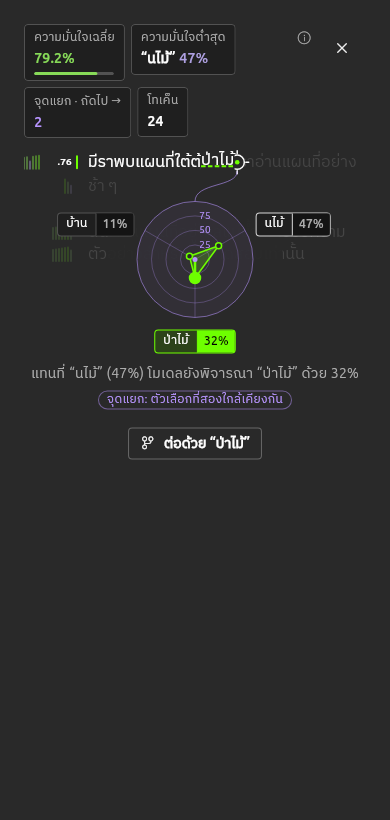 ความมั่นใจเฉลี่ย
79.2%
ความมั่นใจต่ำสุด
“นไม้” 47%
จุดแยก · ถัดไป →
2
โทเค็น
24
.76 มีราพบแผนที่ใต้ต้ป่าไม้ อ่านแผนที่อย่าง
ช้า ๆ
75
50
25
บ้าน 11%
นไม้ 47%
ตัว
ป่าไม้ 32%
แทนที่ “นไม้” (47%) โมเดลยังพิจารณา “ป่าไม้” ด้วย 32%
จุดแยก: ตัวเลือกที่สองใกล้เคียงกัน
ต่อด้วย “ป่าไม้”